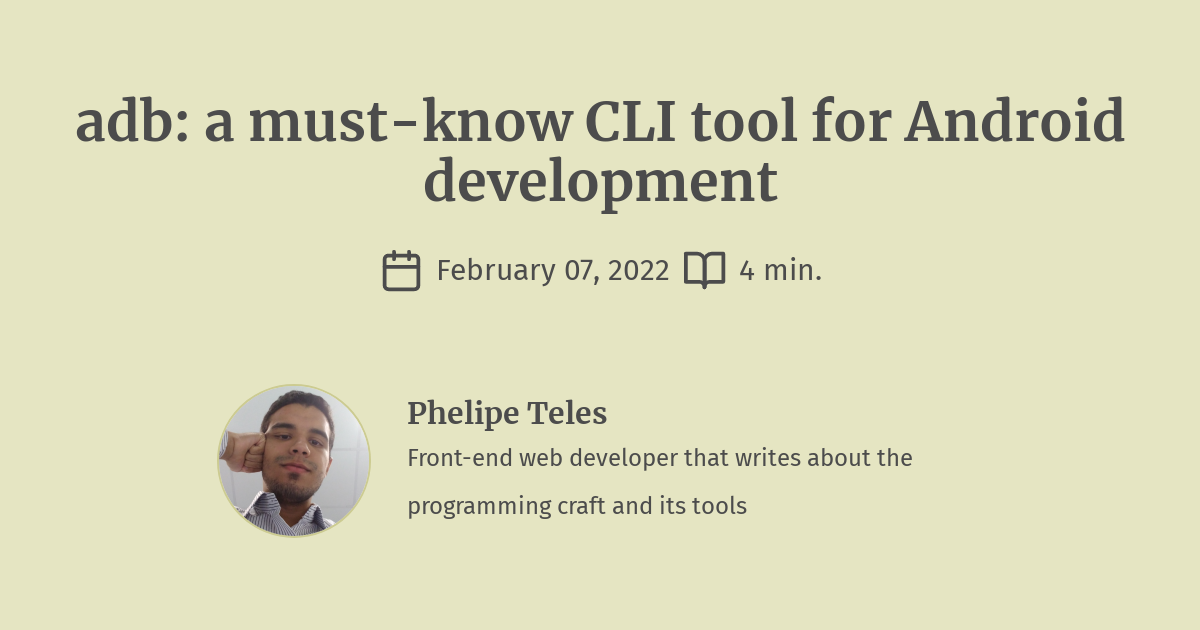 adb: a must-know CLI tool for Android
development
February 07, 2022 4 min.
Phelipe Teles
Front-end web developer that writes about the
programming craft and its tools